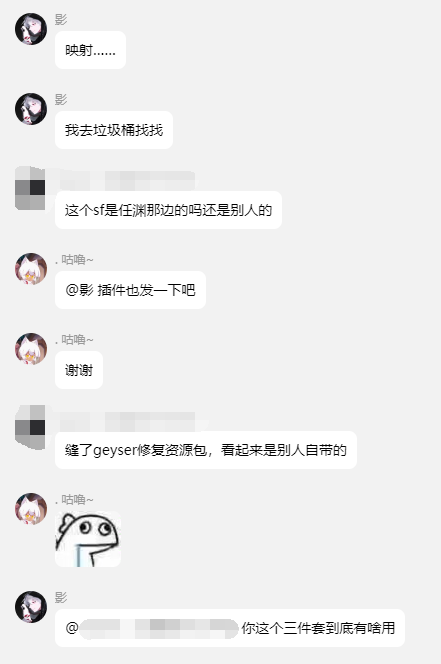 影
映射......
影
我去垃圾桶找找
这个sf是任渊那边的吗还是别人的
. 咕噜~
@影 插件也发一下吧
. 咕噜~
谢谢
缝了geyser修复资源包，看起来是别人自带的
. 咕噜~
影
@ 你这个三件套到底有啥用